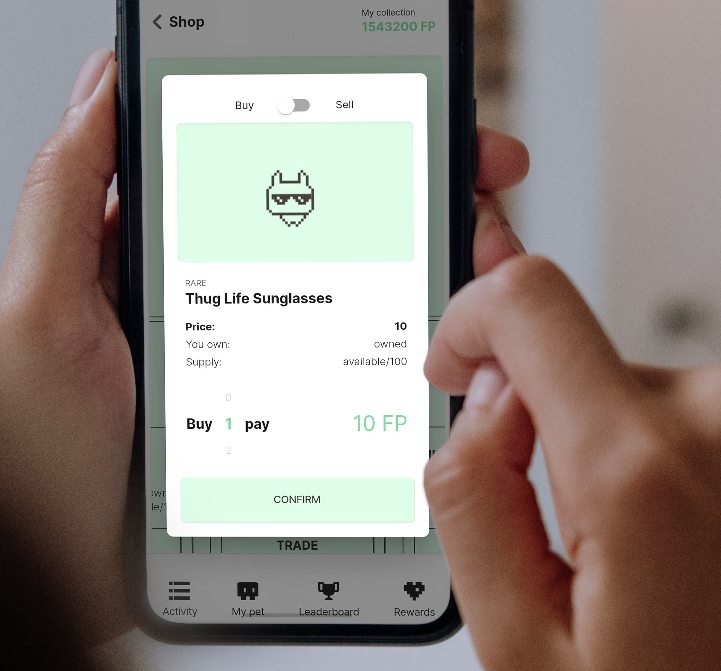 Shop
My collection
1543200 FP
Buy
Sell
RARE
Thug Life Sunglasses
Price: 10
You own: owned
Supply: available/100
0
Buy 1 pay 10 FP
2
CONFIRM
TRADE
Activity
My pet
Leaderboard
Rewards